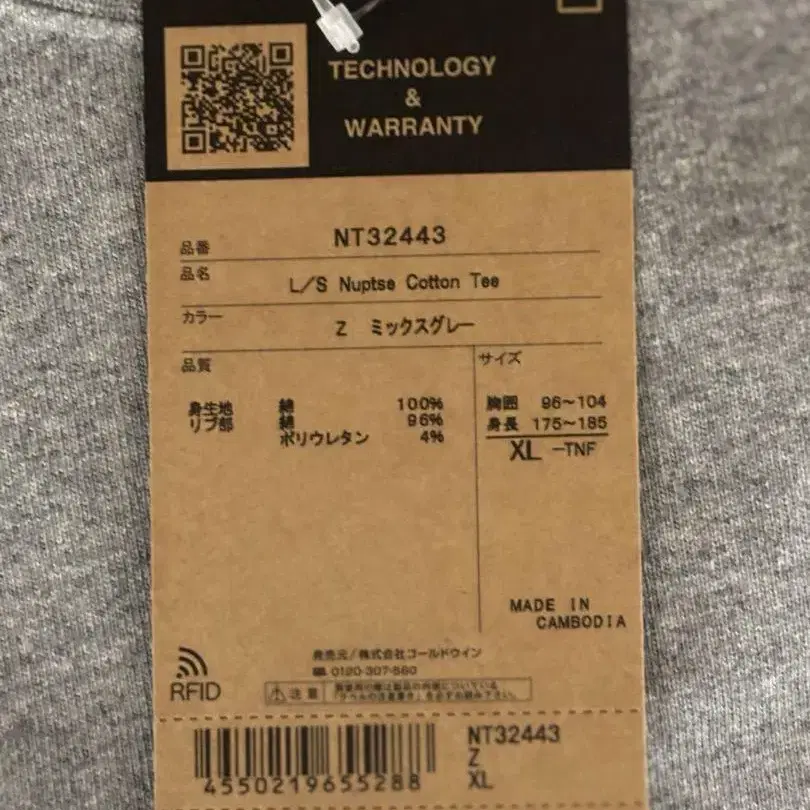 TECHNOLOGY
&
WARRANTY
品番 NT32443
品名 L/S Nuptse Cotton Tee
カラー Z ミックスグレー
品質
身生地 綿 100%
リブ部 綿 96%
ポリウレタン 4%
サイズ
胸囲 96~104
身長 175~185
XL -TNF
MADE IN
CAMBODIA
発売元/株式会社ゴールドウイン
0120-307-560
RFID
注意
4550219655288
NT32443
Z
XL